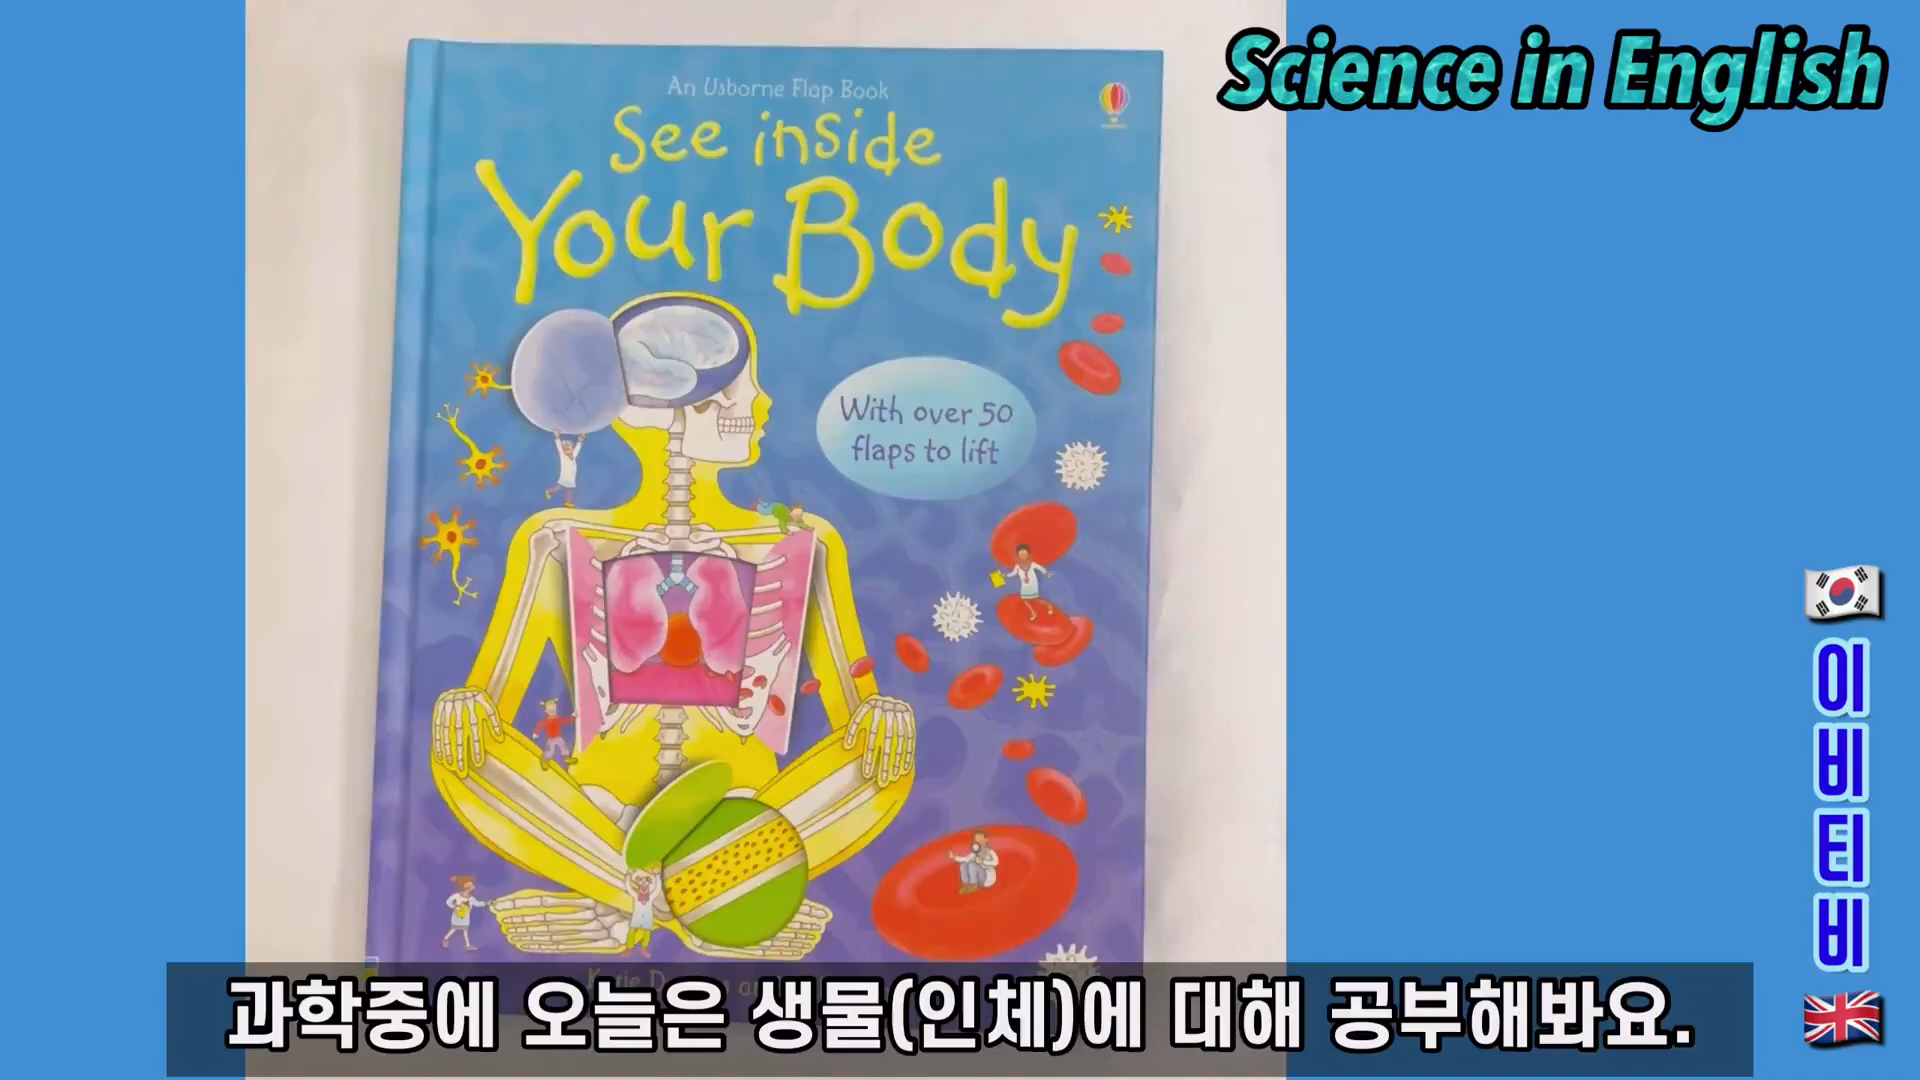 Science in English
An Usborne Flap Book
See inside
Your Body
With over 50
flaps to lift
이비티비
과학중에 오늘은 생물(인체)에 대해 공부해봐요.